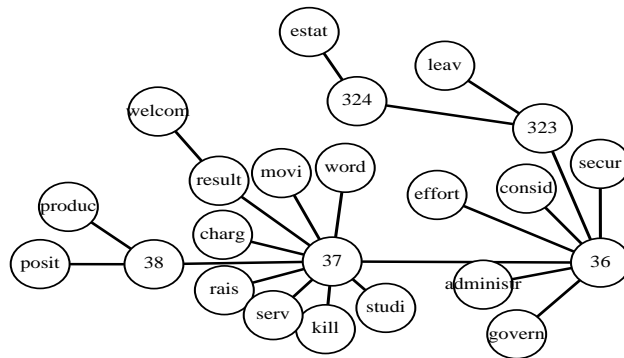 estat
leav
324
welcom
323
word
secur
movi
result
consid
effort
produc
charg
posit
38
37
36
administr
rais
studi
serv
kill
govern